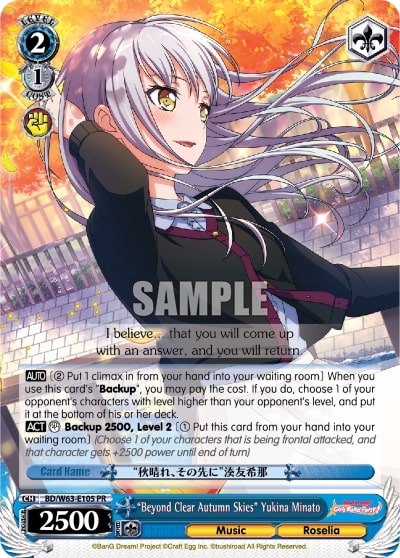 LEVEL
2
1
COST
SAMPLE
I believe... that you will come up
with an answer, and you will return
AUTO [② Put 1 climax in from your hand into your waiting room] When you
use this card's "Backup", you may pay the cost. If you do, choose 1 of your
opponent's characters with level higher than your opponent's level, and put
it at the bottom of his or her deck.
ACT Backup 2500, Level 2 [① Put this card from your hand into your
waiting room] (Choose 1 of your characters that is being frontal attacked, and
that character gets +2500 power until end of turn)
Card Name "秋晴れ、その先に"湊友希那
CH BD/W63-E105 PR
"Beyond Clear Autumn Skies" Yukina Minato
2500
Music Roselia
©BanG Dream! Project ©Craft Egg Inc. ©bushiroad All Rights Reserved.